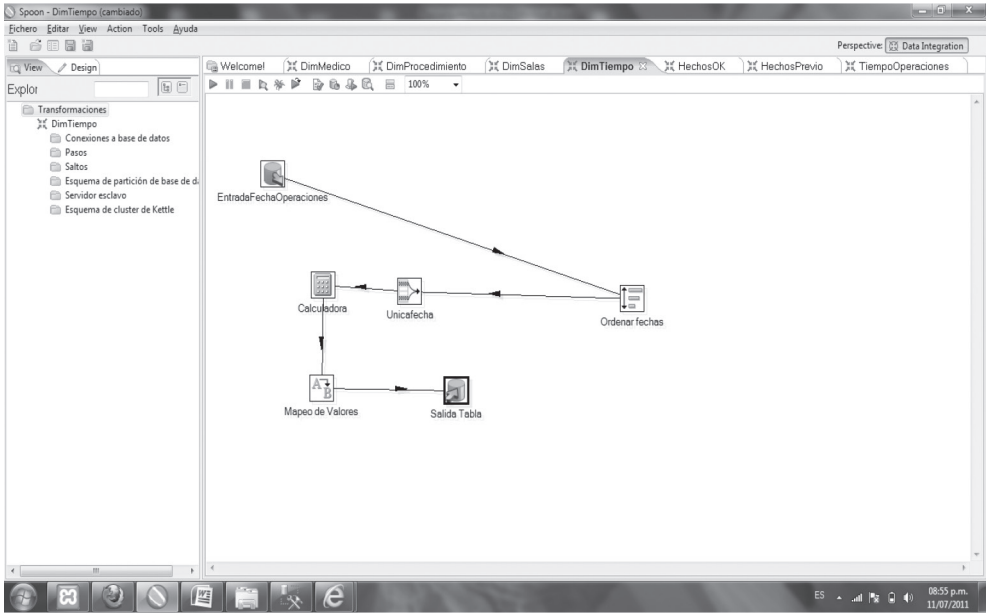 Spoon - DimTiempo (cambiado)
Fichero Editar View Action Tools Ayuda
Perspective: Data Integration
View Design
Welcome! DimMedico DimProcedimiento DimSalas DimTiempo HechosOK HechosPrevio TiempoOperaciones
Explor
100%
Transformaciones
DimTiempo
Conexiones a base de datos
Pasos
Saltos
Esquema de partición de base de da
Servidor esclavo
Esquema de cluster de Kettle
EntradaFechaOperaciones
Calculadora
Unicafecha
Ordenar fechas
Mapeo de Valores
Salida Tabla
ES
08:55 p.m.
11/07/2011